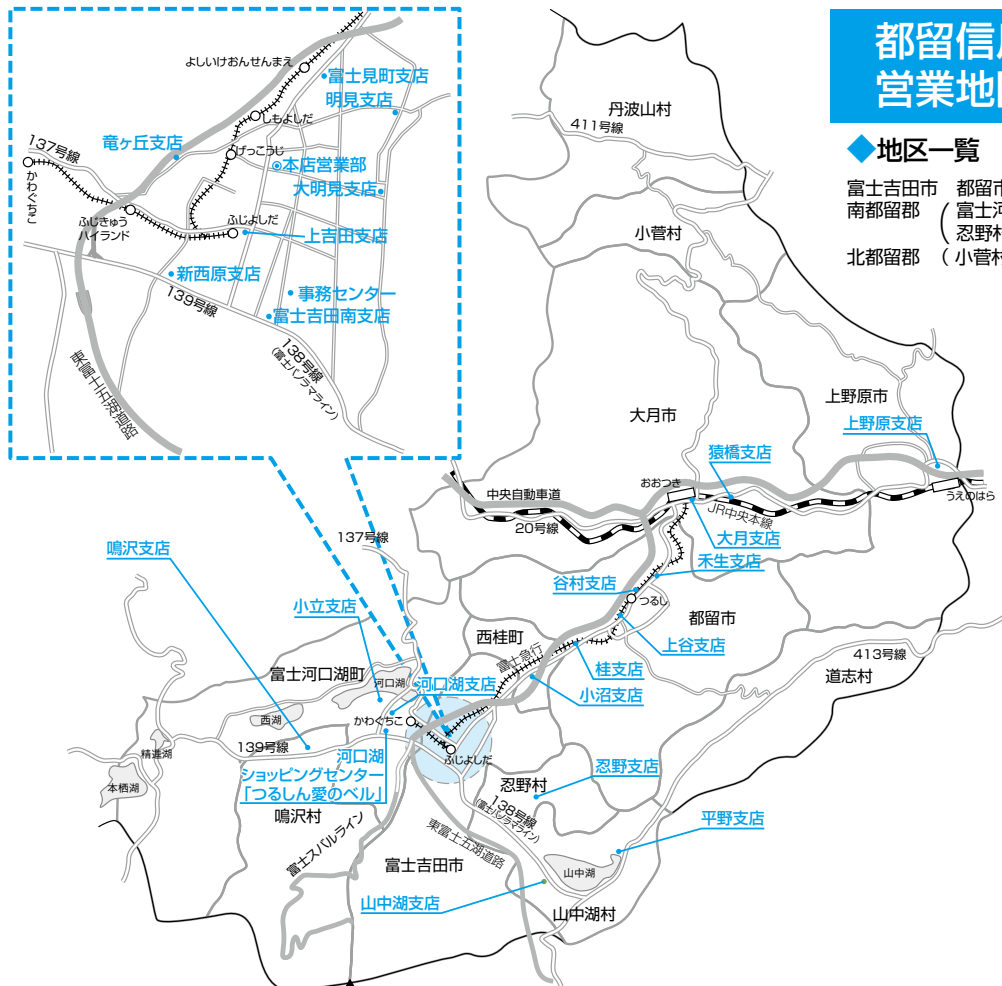 都留信
営業地
◆地区一覧
富士吉田市 都留市
南都留郡 (富士河
忍野村
北都留郡 (小菅村
よしいけおんせんまえ
富士見町支店
明見支店
しもよしだ
竜ヶ丘支店
げっこうじ
137号線
本店営業部
かわぐちこ
大明見支店
ふじきゅう
ハイランド
ふじよしだ
上吉田支店
新西原支店
事務センター
139号線
富士吉田南支店
138号線
(富士パノラマライン)
東富士五湖道路
丹波山村
411号線
小菅村
上野原市
大月市
上野原支店
猿橋支店
おおつき
中央自動車道
うえのはら
20号線
JR中央本線
大月支店
137号線
鳴沢支店
禾生支店
谷村支店
つるし
小立支店
都留市
西桂町
上谷支店
413号線
富士急行
桂支店
道志村
富士河口湖町
河口湖
河口湖支店
小沼支店
西湖
かわぐちこ
139号線
精進湖
ふじよしだ
河口湖
ショッピングセンター
「つるしん愛のベル」
忍野支店
忍野村
本栖湖
鳴沢村
138号線
(富士パノラマライン)
平野支店
富士スバルライン
東富士五湖道路
富士吉田市
山中湖
山中湖支店
山中湖村